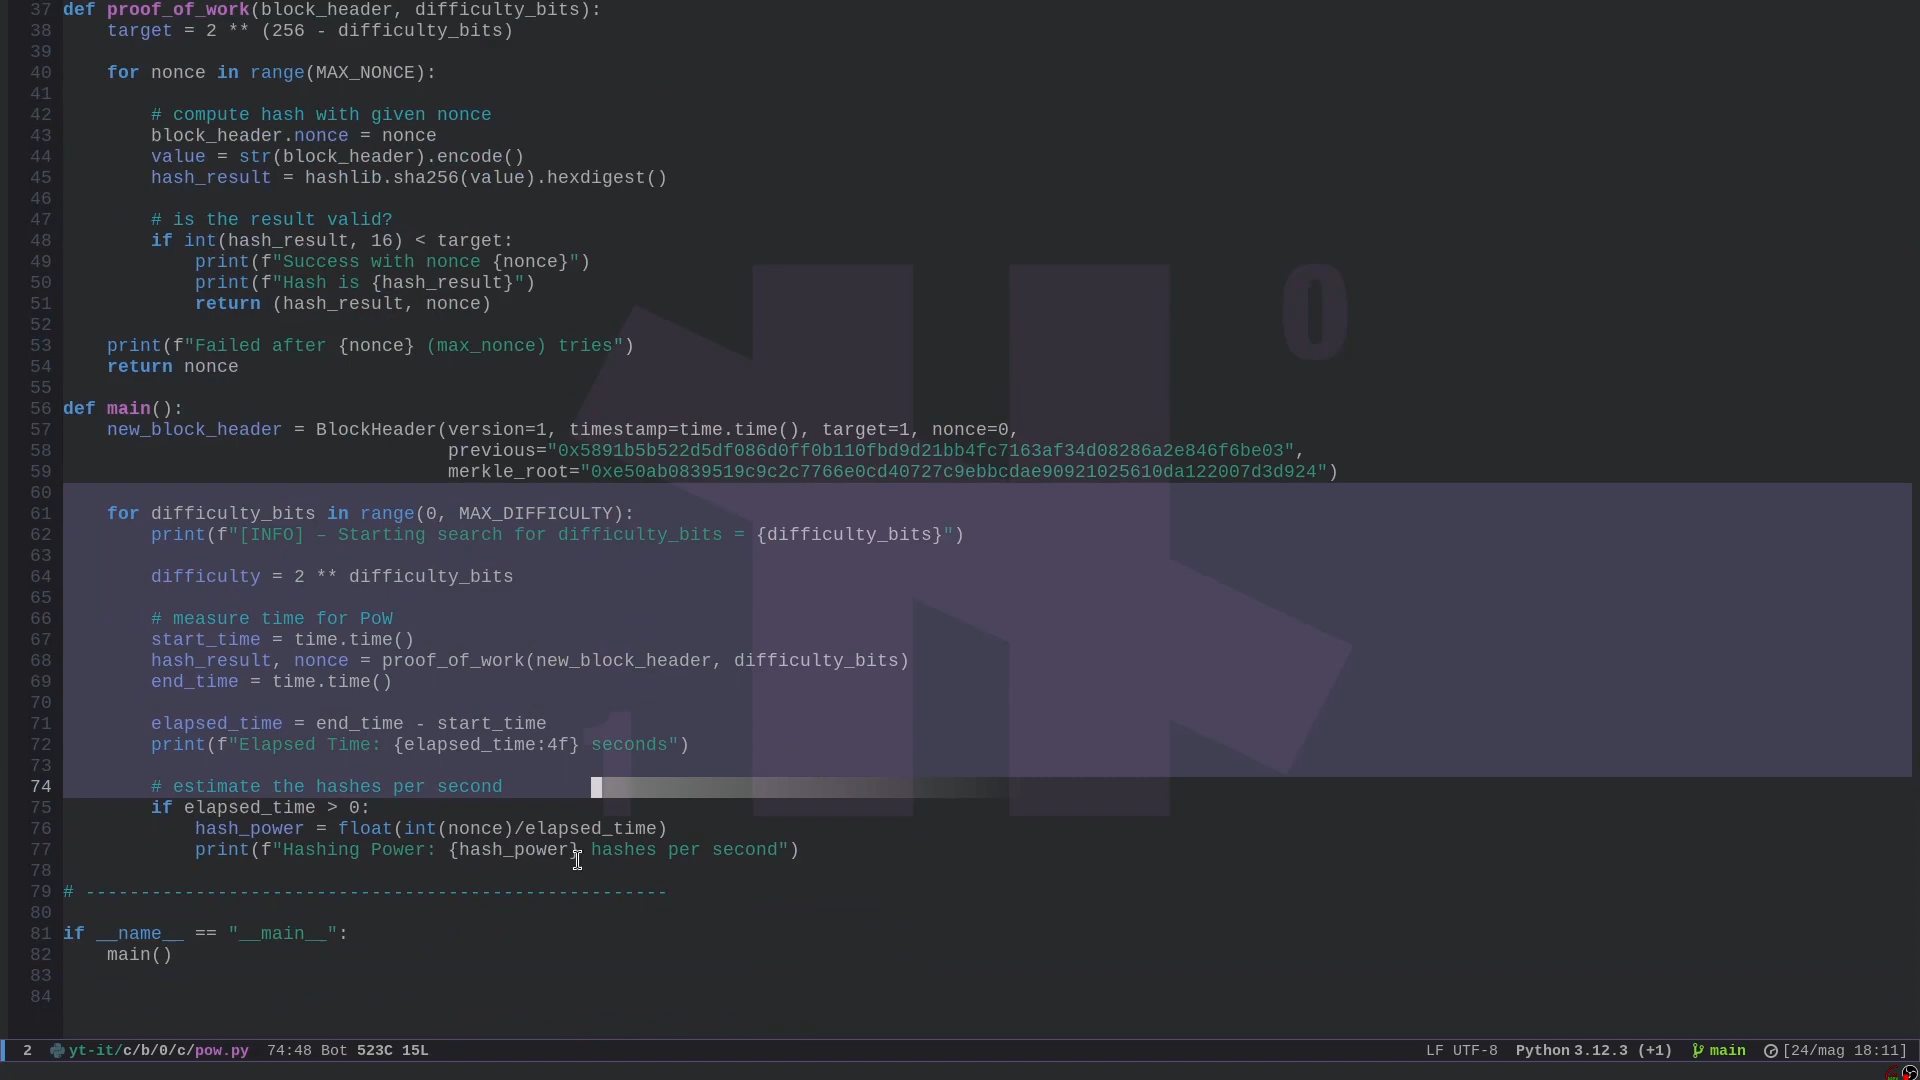 37 def proof_of_work(block_header, difficulty_bits):
38     target = 2 ** (256 - difficulty_bits)
39
40     for nonce in range(MAX_NONCE):
41
42         # compute hash with given nonce
43         block_header.nonce = nonce
44         value = str(block_header).encode()
45         hash_result = hashlib.sha256(value).hexdigest()
46
47         # is the result valid?
48         if int(hash_result, 16) < target:
49             print(f"Success with nonce {nonce}")
50             print(f"Hash is {hash_result}")
51             return (hash_result, nonce)
52
53     print(f"Failed after {nonce} (max_nonce) tries")
54     return nonce
55
56 def main():
57     new_block_header = BlockHeader(version=1, timestamp=time.time(), target=1, nonce=0,
58                                    previous="0x5891b5b522d5df086d0ff0b110fbd9d21bb4fc7163af34d08286a2e846f6be03",
59                                    merkle_root="0xe50ab0839519c9c2c7766e0cd40727c9ebbcdae90921025610da122007d3d924")
60
61     for difficulty_bits in range(0, MAX_DIFFICULTY):
62         print(f"[INFO] – Starting search for difficulty_bits = {difficulty_bits}")
63
64         difficulty = 2 ** difficulty_bits
65
66         # measure time for PoW
67         start_time = time.time()
68         hash_result, nonce = proof_of_work(new_block_header, difficulty_bits)
69         end_time = time.time()
70
71         elapsed_time = end_time - start_time
72         print(f"Elapsed Time: {elapsed_time:4f} seconds")
73
74         # estimate the hashes per second
75         if elapsed_time > 0:
76             hash_power = float(int(nonce)/elapsed_time)
77             print(f"Hashing Power: {hash_power} hashes per second")
78
79 # -----------------------------------------------------
80
81 if __name__ == "__main__":
82     main()
83
84
2 yt-it/c/b/0/c/pow.py 74:48 Bot 523C 15L LF UTF-8 Python 3.12.3 (+1) main [24/mag 18:11]
0
1